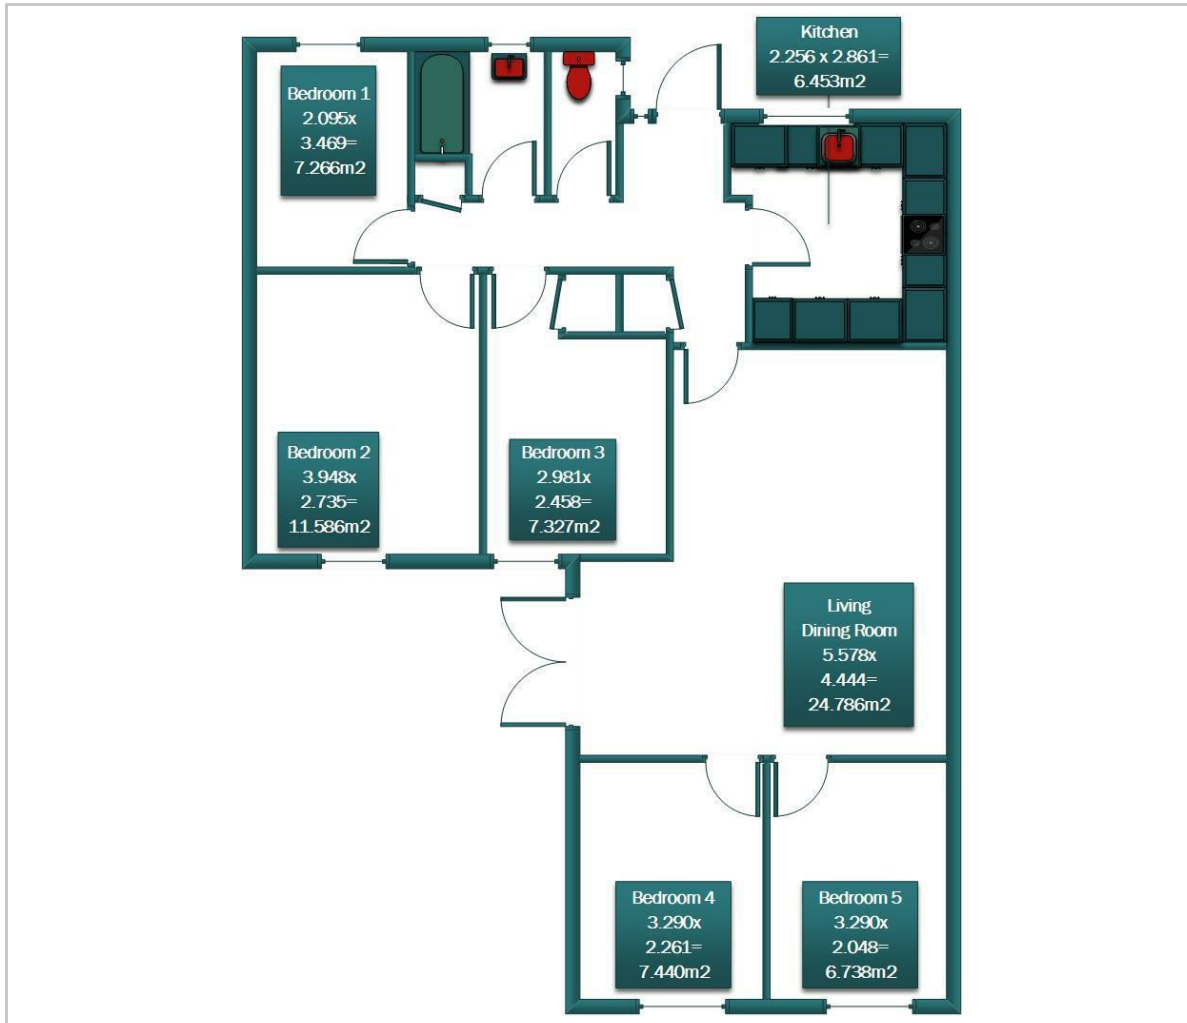 Kitchen
2.256 x 2.861=
6.453m2
Bedroom 1
2.095x
3.469=
7.266m2
Bedroom 2
3.948x
2.735=
11.586m2
Bedroom 3
2.981x
2.458=
7.327m2
Living
Dining Room
5.578x
4.444=
24.786m2
Bedroom 4
3.290x
2.261=
7.440m2
Bedroom 5
3.290x
2.048=
6.738m2